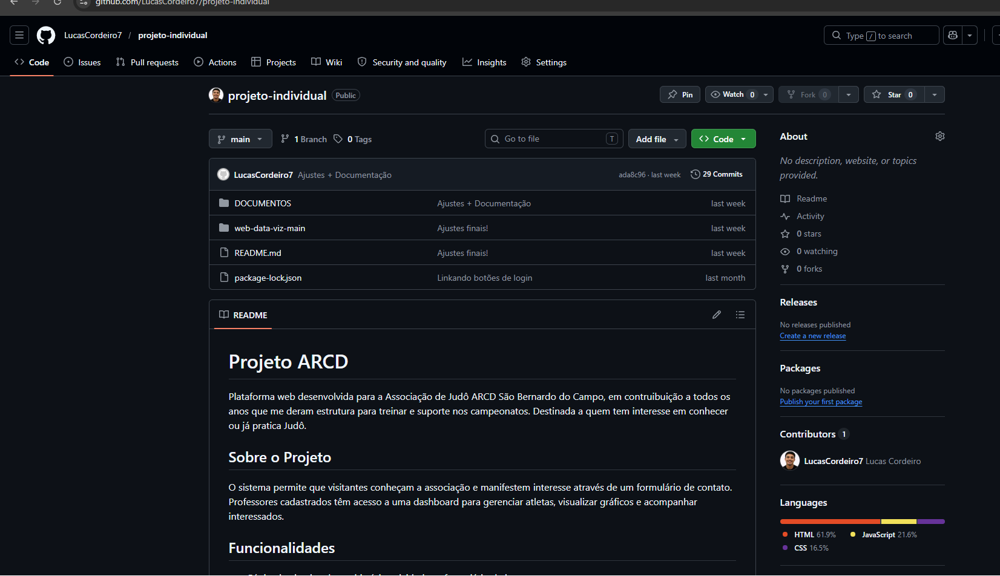 github.com/LucasCordeiro7/projeto-individual
LucasCordeiro7 / projeto-individual
Type / to search
Code Issues Pull requests Actions Projects Wiki Security and quality Insights Settings
projeto-individual Public
Pin Watch 0 Fork 0 Star 0
main 1 Branch 0 Tags Go to file T Add file Code
LucasCordeiro7 Ajustes + Documentação ada8c96 · last week 29 Commits
DOCUMENTOS Ajustes + Documentação last week
web-data-viz-main Ajustes finais! last week
README.md Ajustes finais! last week
package-lock.json Linkando botões de login last month
README
Projeto ARCD
Plataforma web desenvolvida para a Associação de Judô ARCD São Bernardo do Campo, em contruibuição a todos os
anos que me deram estrutura para treinar e suporte nos campeonatos. Destinada a quem tem interesse em conhecer
ou já pratica Judô.
Sobre o Projeto
O sistema permite que visitantes conheçam a associação e manifestem interesse através de um formulário de contato.
Professores cadastrados têm acesso a uma dashboard para gerenciar atletas, visualizar gráficos e acompanhar
interessados.
Funcionalidades
About
No description, website, or topics
provided.
Readme
Activity
0 stars
0 watching
0 forks
Releases
No releases published
Create a new release
Packages
No packages published
Publish your first package
Contributors 1
LucasCordeiro7 Lucas Cordeiro
Languages
HTML 61.9% JavaScript 21.6%
CSS 16.5%